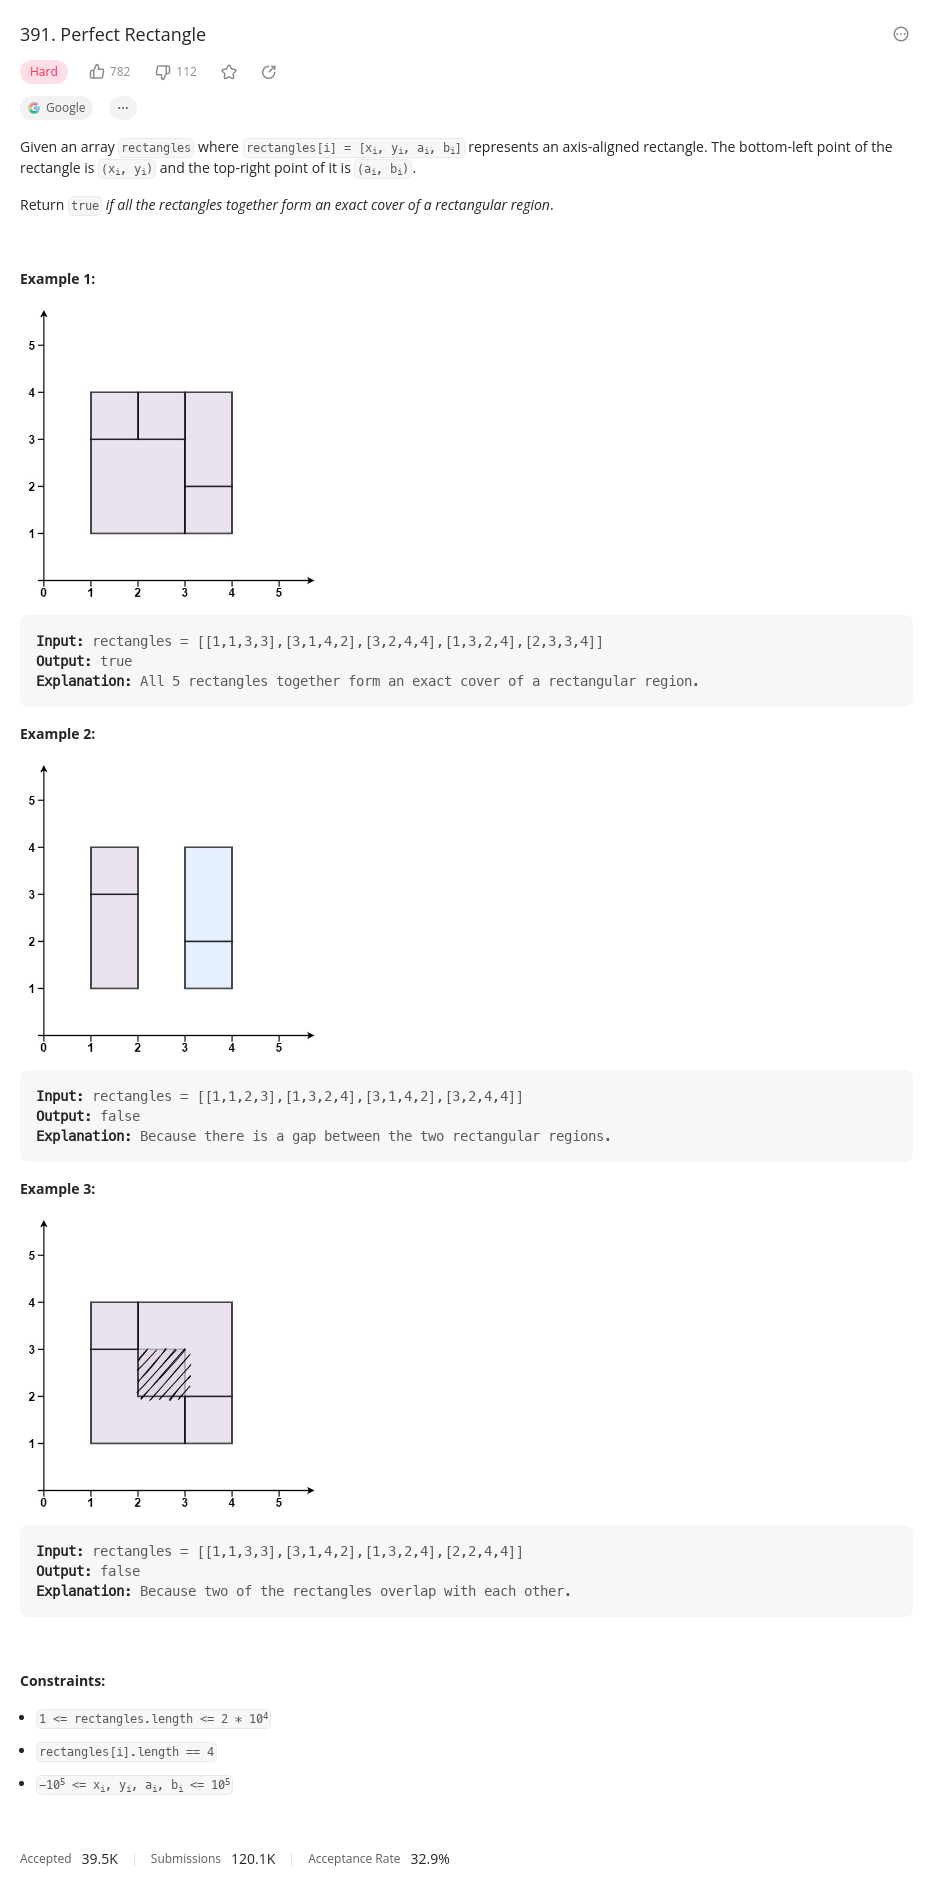 391. Perfect Rectangle
Hard 782 112
Google ...
Given an array rectangles where rectangles[i] = [xᵢ, yᵢ, aᵢ, bᵢ] represents an axis-aligned rectangle. The bottom-left point of the
rectangle is (xᵢ, yᵢ) and the top-right point of it is (aᵢ, bᵢ).
Return true if all the rectangles together form an exact cover of a rectangular region.
Example 1:
5
4
3
2
1
0 1 2 3 4 5
Input: rectangles = [[1,1,3,3],[3,1,4,2],[3,2,4,4],[1,3,2,4],[2,3,3,4]]
Output: true
Explanation: All 5 rectangles together form an exact cover of a rectangular region.
Example 2:
5
4
3
2
1
0 1 2 3 4 5
Input: rectangles = [[1,1,2,3],[1,3,2,4],[3,1,4,2],[3,2,4,4]]
Output: false
Explanation: Because there is a gap between the two rectangular regions.
Example 3:
5
4
3
2
1
0 1 2 3 4 5
Input: rectangles = [[1,1,3,3],[3,1,4,2],[1,3,2,4],[2,2,4,4]]
Output: false
Explanation: Because two of the rectangles overlap with each other.
Constraints:
• 1 <= rectangles.length <= 2 * 10⁴
• rectangles[i].length == 4
• -10⁵ <= xᵢ, yᵢ, aᵢ, bᵢ <= 10⁵
Accepted 39.5K Submissions 120.1K Acceptance Rate 32.9%